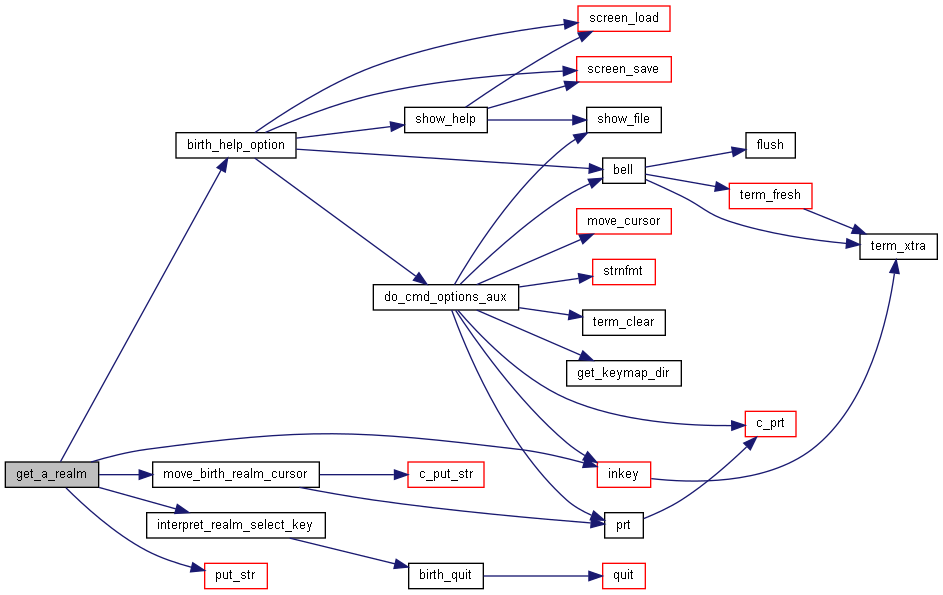 screen_load
screen_save
show_help
show_file
birth_help_option
flush
bell
term_fresh
move_cursor
term_xtra
strnfmt
do_cmd_options_aux
term_clear
get_keymap_dir
c_prt
get_a_realm
move_birth_realm_cursor
c_put_str
inkey
interpret_realm_select_key
prt
put_str
birth_quit
quit